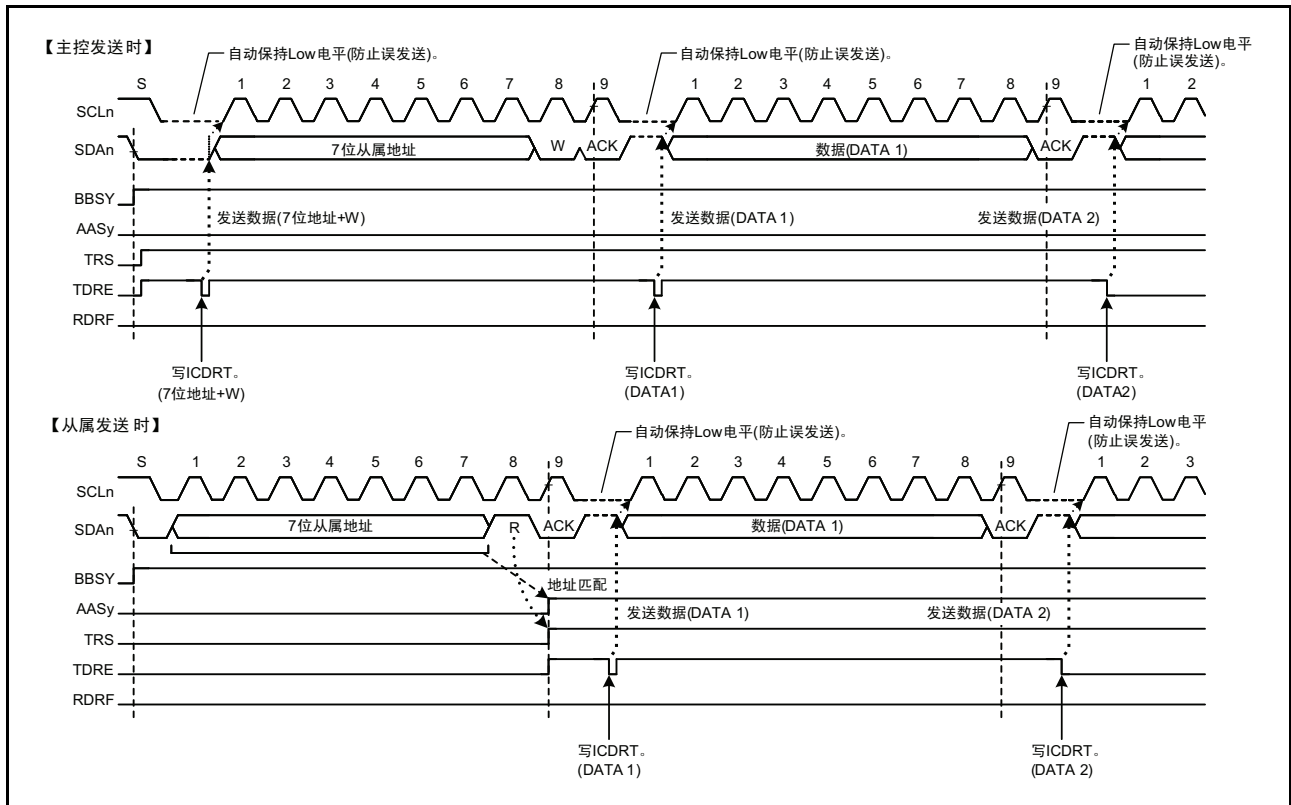 【主控发送时】
自动保持Low电平(防止误发送)。
自动保持Low电平(防止误发送)。
自动保持Low电平
(防止误发送)。
S 1 2 3 4 5 6 7 8 9 1 2 3 4 5 6 7 8 9 1 2
SCLn
SDAn 7位从属地址 W ACK 数据(DATA 1) ACK
BBSY
发送数据(7位地址+W) 发送数据(DATA 1) 发送数据(DATA 2)
AASy
TRS
TDRE
RDRF
写ICDRT。 写ICDRT。 写ICDRT。
(7位地址+W) (DATA1) (DATA2)
【从属发送 时】
自动保持Low电平(防止误发送)。
自动保持Low电平
(防止误发送)。
S 1 2 3 4 5 6 7 8 9 1 2 3 4 5 6 7 8 9 1 2 3
SCLn
SDAn 7位从属地址 R ACK 数据(DATA 1) ACK
BBSY
地址匹配
AASy
发送数据(DATA 1) 发送数据(DATA 2)
TRS
TDRE
RDRF
写ICDRT。 写ICDRT。
(DATA 1) (DATA 2)